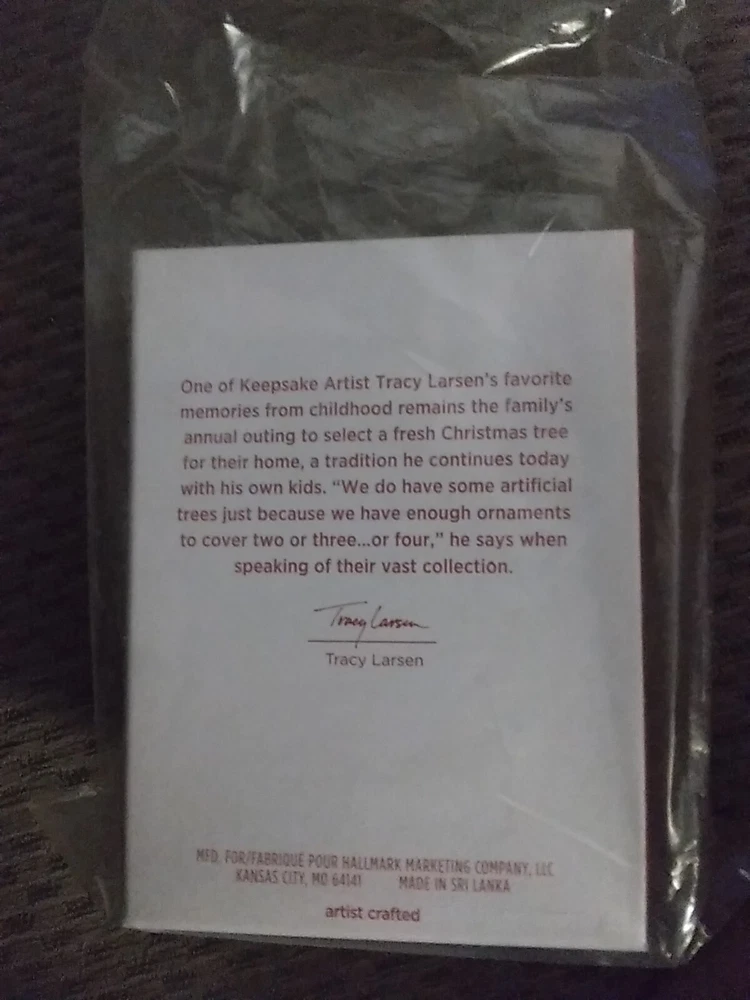 One of Keepsake Artist Tracy Larsen's favorite
memories from childhood remains the family's
annual outing to select a fresh Christmas tree
for their home, a tradition he continues today
with his own kids. “We do have some artificial
trees just because we have enough ornaments
to cover two or three...or four,” he says when
speaking of their vast collection.
Tracy Larsen
Tracy Larsen
MFD. FOR/FABRIQUE POUR HALLMARK MARKETING COMPANY, LLC
KANSAS CITY, MO 64141 MADE IN SRI LANKA
artist crafted